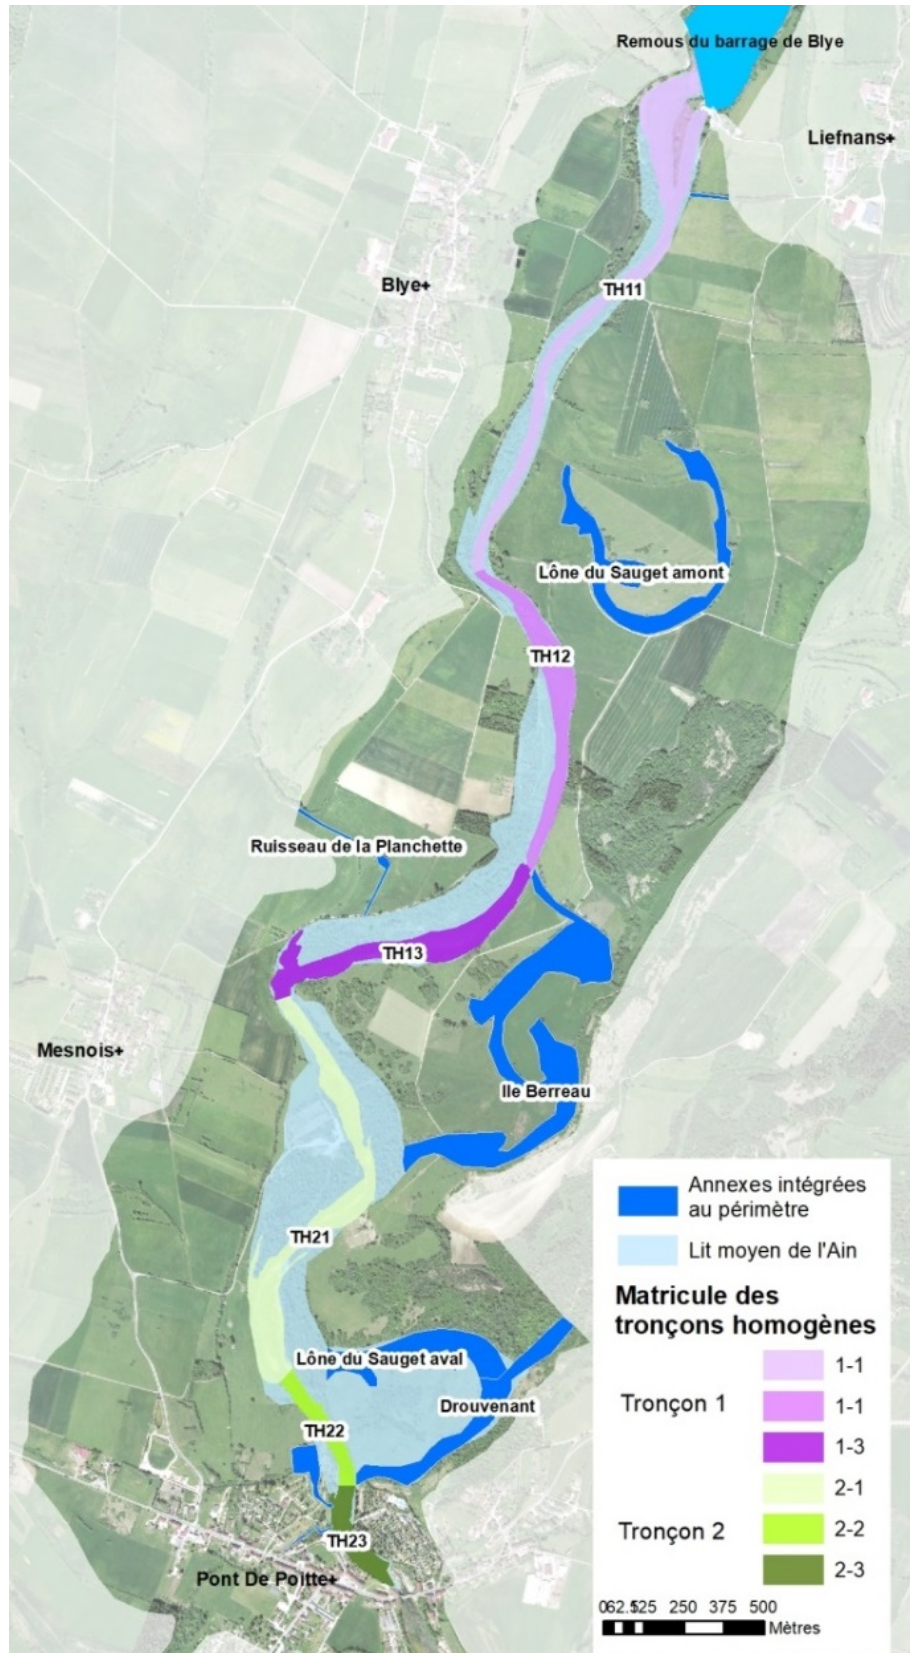 Remous du barrage de Blye
Liefnans+
Blye+
TH11
Lône du Sauget amont
TH12
Ruisseau de la Planchette
TH13
Mesnois+
Ile Berreau
TH21
Lône du Sauget aval
Drouvenant
TH22
TH23
Pont De Poitte+
Annexes intégrées
au périmètre
Lit moyen de l'Ain
Matricule des
tronçons homogènes
Tronçon 1
1-1
1-1
1-3
Tronçon 2
2-1
2-2
2-3
062.5125 250 375 500
Mètres